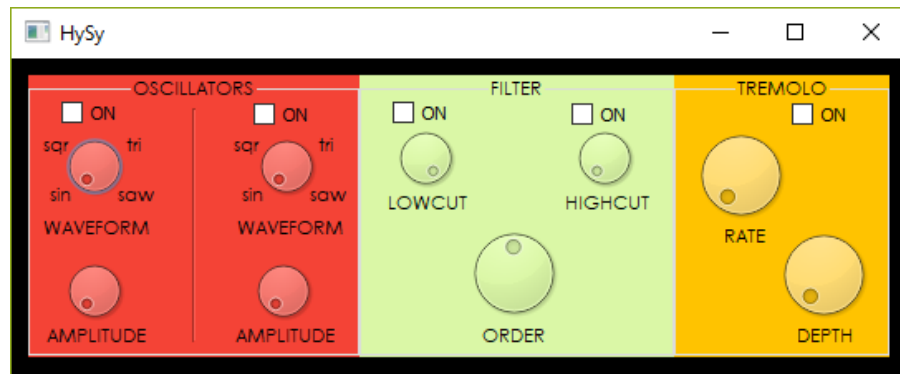 HySy
OSCILLATORS
ON
sqr tri
sin saw
WAVEFORM
AMPLITUDE
ON
sqr tri
sin saw
WAVEFORM
AMPLITUDE
FILTER
ON
LOWCUT
ON
HIGHCUT
ORDER
TREMOLO
ON
RATE
DEPTH